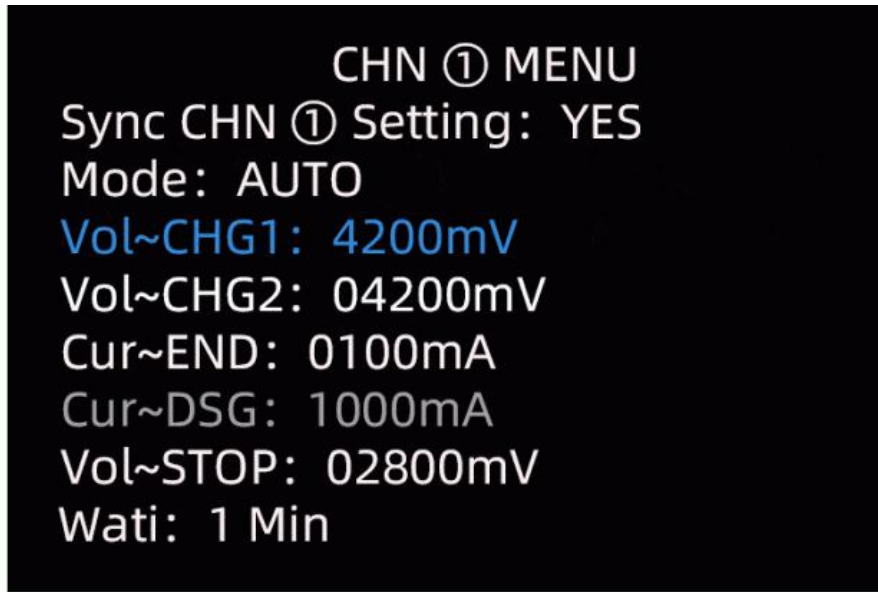 CHN ① MENU
Sync CHN ① Setting: YES
Mode: AUTO
Vol~CHG1: 4200mV
Vol~CHG2: 04200mV
Cur~END: 0100mA
Cur~DSG: 1000mA
Vol~STOP: 02800mV
Wati: 1 Min